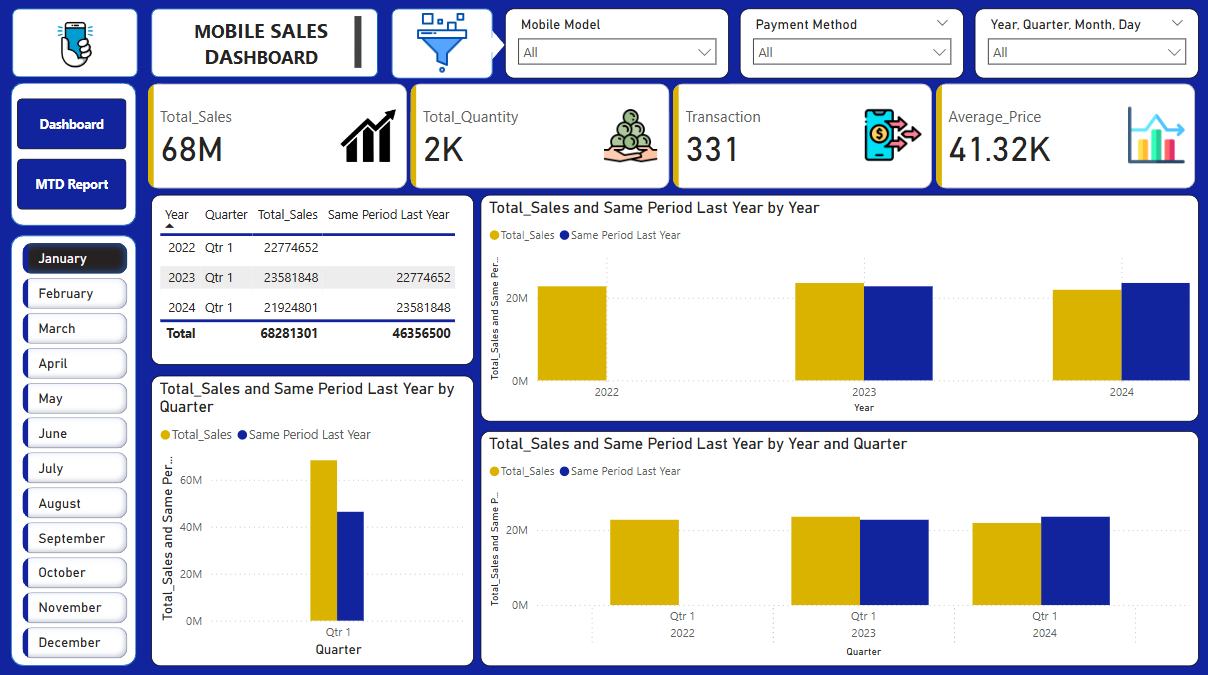 MOBILE SALES
DASHBOARD
Mobile Model
All
Payment Method
All
Year, Quarter, Month, Day
All
Dashboard
MTD Report
January
February
March
April
May
June
July
August
September
October
November
December
Total_Sales
68M
Total_Quantity
2K
Transaction
331
Average_Price
41.32K
Year Quarter Total_Sales Same Period Last Year
2022 Qtr 1 22774652
2023 Qtr 1 23581848 22774652
2024 Qtr 1 21924801 23581848
Total 68281301 46356500
Total_Sales and Same Period Last Year by
Quarter
Total_Sales Same Period Last Year
Total_Sales and Same Per...
60M
40M
20M
0M
Qtr 1
Quarter
Total_Sales and Same Period Last Year by Year
Total_Sales Same Period Last Year
Total_Sales and Same Per...
20M
0M
2022 2023 2024
Year
Total_Sales and Same Period Last Year by Year and Quarter
Total_Sales Same Period Last Year
Total_Sales and Same P...
20M
0M
Qtr 1 Qtr 1 Qtr 1
2022 2023 2024
Quarter